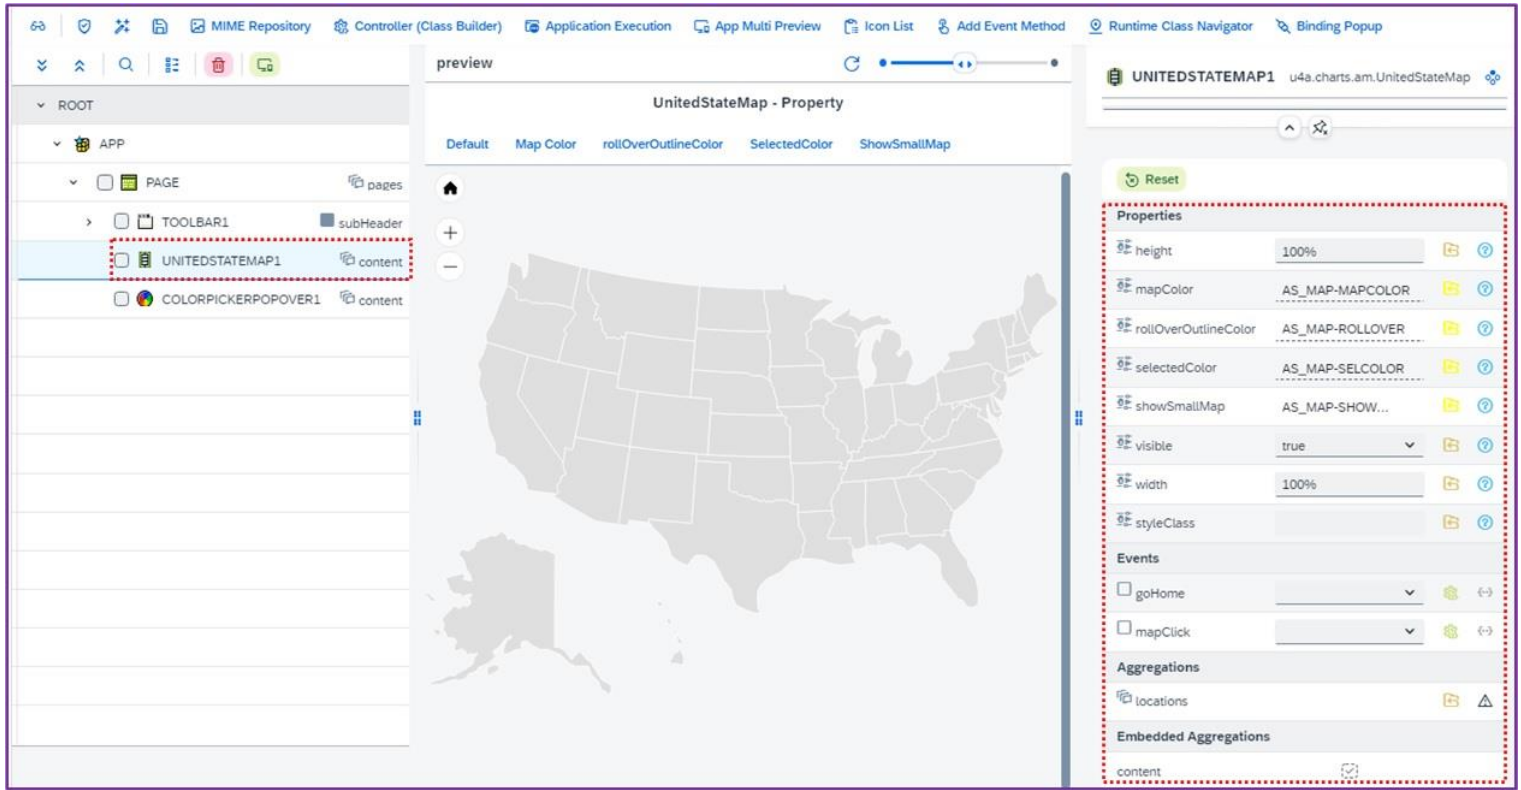 MIME Repository Controller (Class Builder) Application Execution App Multi Preview Icon List Add Event Method Runtime Class Navigator Binding Popup
ROOT
APP
PAGE pages
TOOLBAR1 subHeader
UNITEDSTATEMAP1 content
COLORPICKERPOPOVER1 content
preview
UnitedStateMap - Property
Default Map Color rollOverOutlineColor SelectedColor ShowSmallMap
UNITEDSTATEMAP1 u4a.charts.am.UnitedStateMap
Reset
Properties
height 100%
mapColor AS_MAP-MAPCOLOR
rollOverOutlineColor AS_MAP-ROLLOVER
selectedColor AS_MAP-SELCOLOR
showSmallMap AS_MAP-SHOW...
visible true
width 100%
styleClass
Events
goHome
mapClick
Aggregations
locations
Embedded Aggregations
content